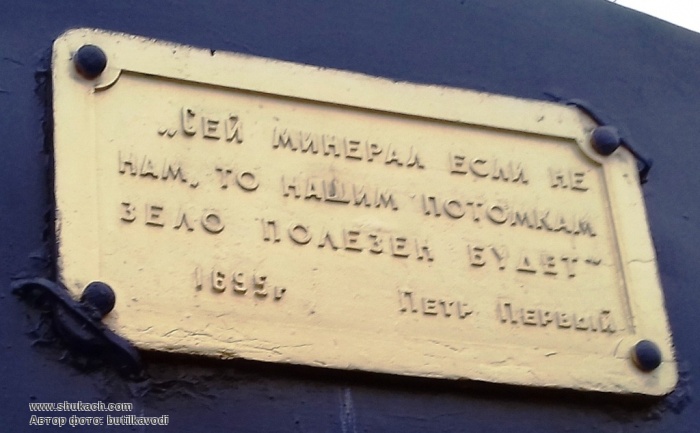 „Сей минерал если не
нам, то нашим потомкам
зело полезен будет“
1695г Петр Первый
www.shukach.com
Автор фото: butilkavodi